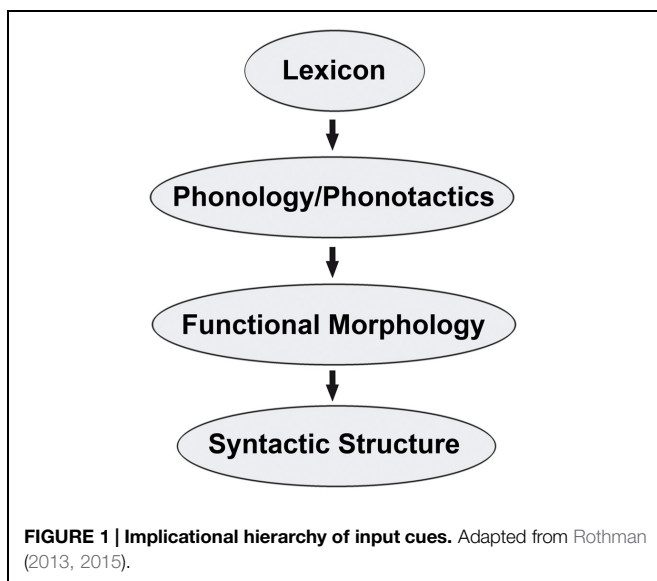 Lexicon
Phonology/Phonotactics
Functional Morphology
Syntactic Structure
FIGURE 1 | Implicational hierarchy of input cues. Adapted from Rothman
(2013, 2015).